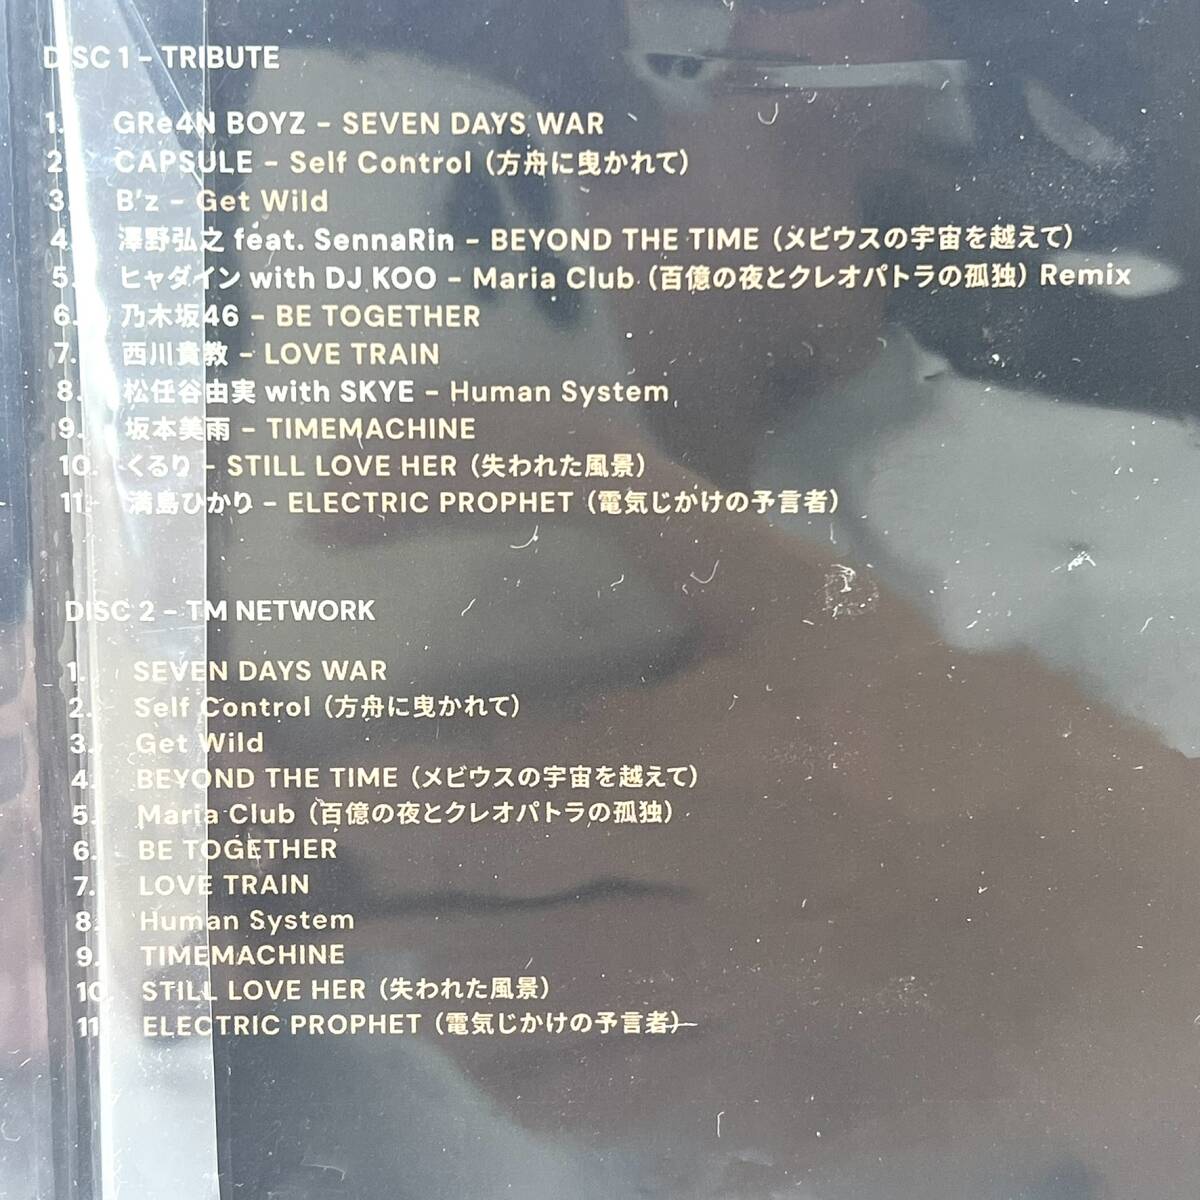 DISC 1 – TRIBUTE
1. GRe4N BOYZ – SEVEN DAYS WAR
2. CAPSULE – Self Control (方舟に曳かれて)
3. B'z – Get Wild
4. 澤野弘之 feat. SennaRin – BEYOND THE TIME (メビウスの宇宙を越えて)
5. ヒャダイン with DJ KOO – Maria Club (百億の夜とクレオパトラの孤独) Remix
6. 乃木坂46 – BE TOGETHER
7. 西川貴教 – LOVE TRAIN
8. 松任谷由実 with SKYE – Human System
9. 坂本美雨 – TIMEMACHINE
10. くるり – STILL LOVE HER (失われた風景)
11. 満島ひかり – ELECTRIC PROPHET (電気じかけの予言者)
DISC 2 – TM NETWORK
1. SEVEN DAYS WAR
2. Self Control (方舟に曳かれて)
3. Get Wild
4. BEYOND THE TIME (メビウスの宇宙を越えて)
5. Maria Club (百億の夜とクレオパトラの孤独)
6. BE TOGETHER
7. LOVE TRAIN
8. Human System
9. TIMEMACHINE
10. STILL LOVE HER (失われた風景)
11. ELECTRIC PROPHET (電気じかけの予言者)